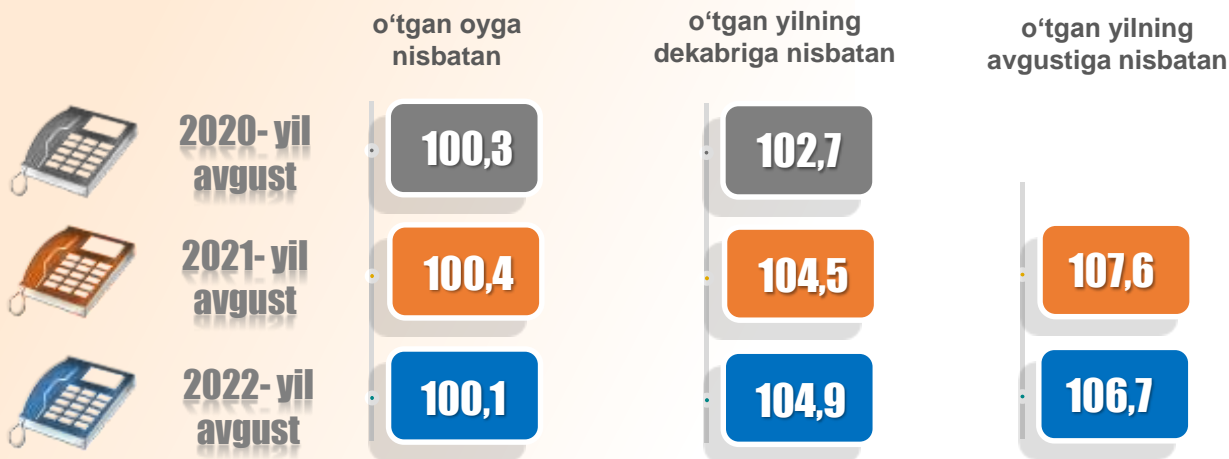 o‘tgan oyga
nisbatan
o‘tgan yilning
dekabriga nisbatan
o‘tgan yilning
avgustiga nisbatan
2020- yil
avgust
100,3
102,7
2021- yil
avgust
100,4
104,5
107,6
2022- yil
avgust
100,1
104,9
106,7